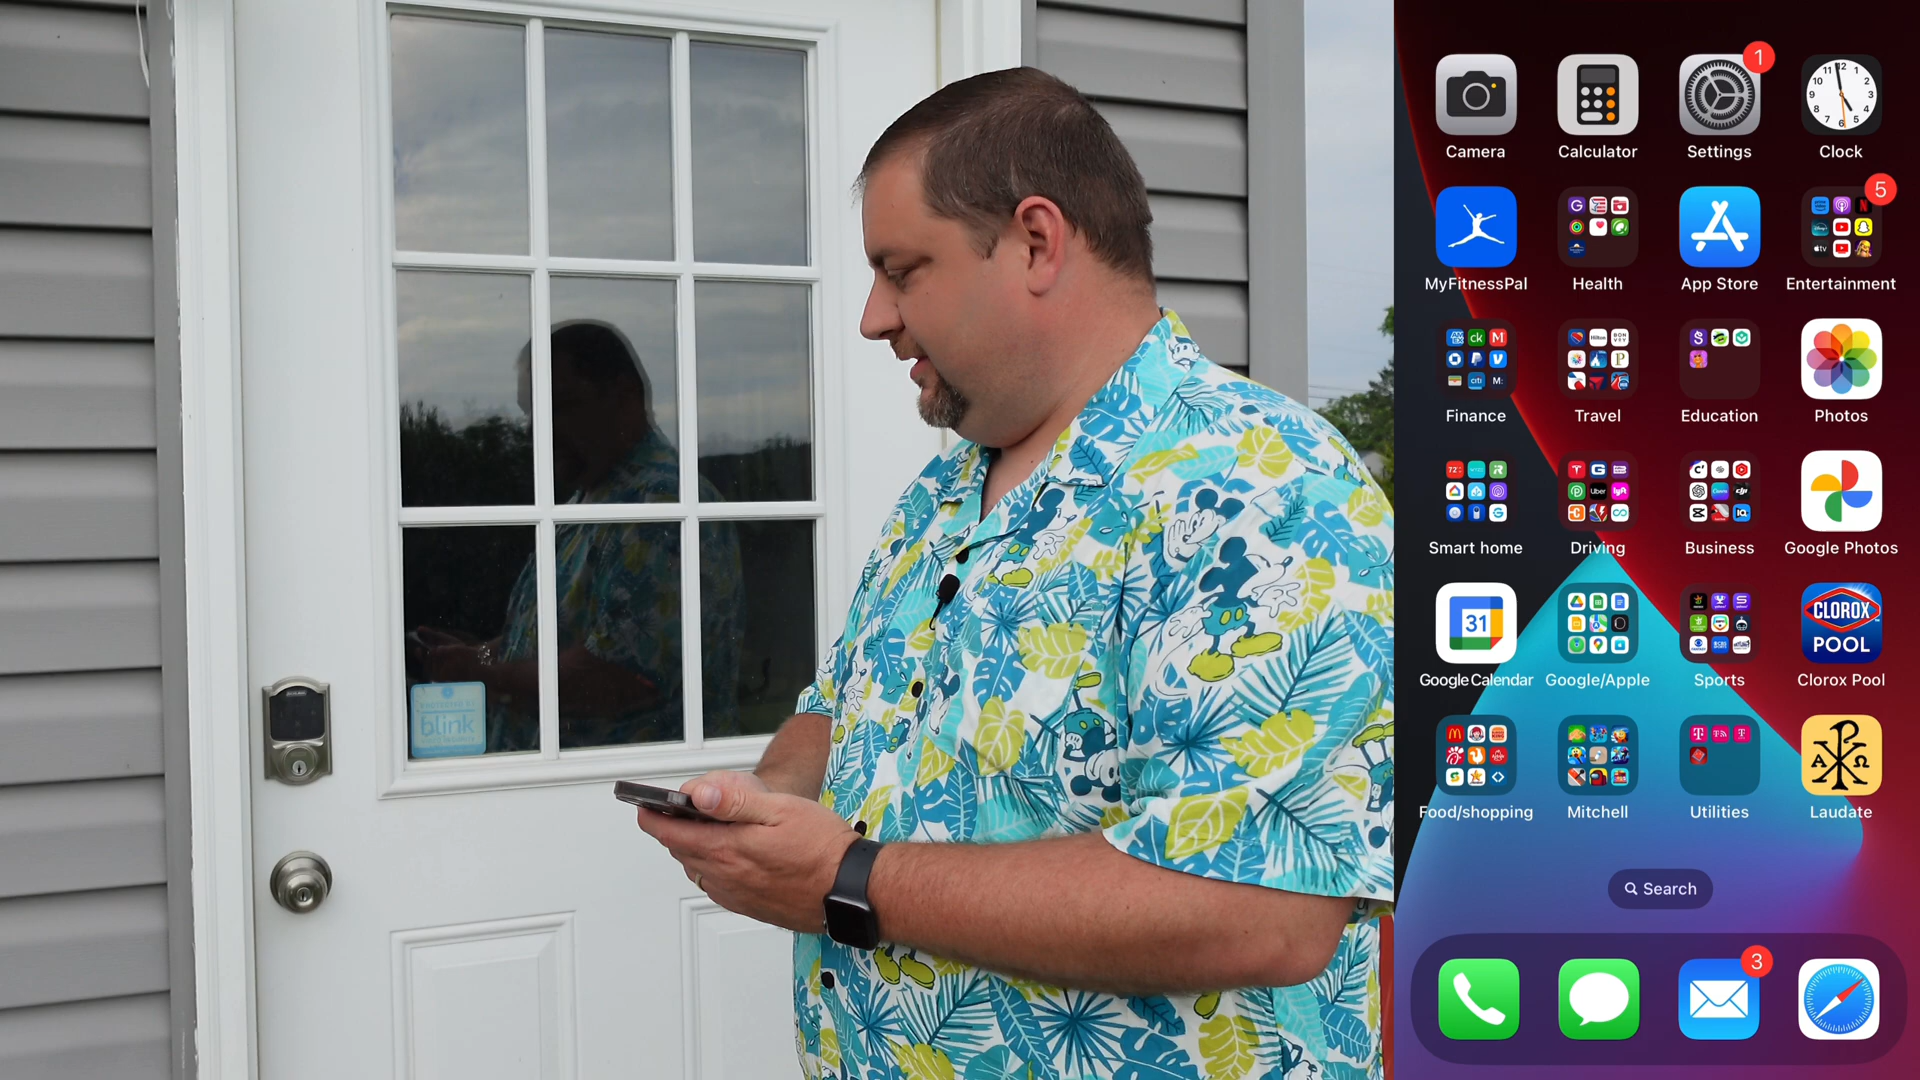 PROTECTED BY
blink
Camera
Calculator
Settings
1
Clock
MyFitnessPal
Health
App Store
Entertainment
5
Finance
Travel
Education
Photos
Smart home
Driving
Business
Google Photos
31
Google Calendar
Google/Apple
Sports
CLOROX
POOL
Clorox Pool
Food/shopping
Mitchell
Utilities
Α Ω
Laudate
Search
3